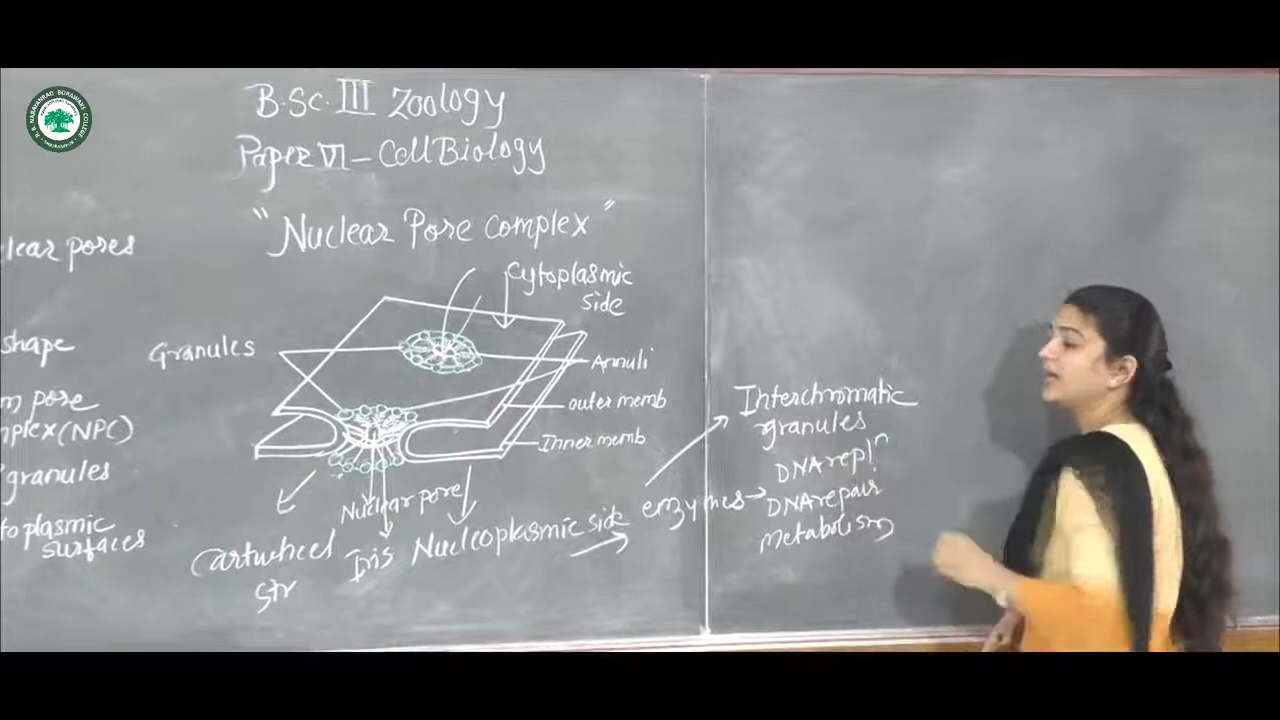 B.Sc. III Zoology
Paper VI - Cell Biology
"Nuclear Pore Complex"
lear pores
shape
m pore
mplex (NPC)
granules
toplasmic
surfaces
Cytoplasmic
side
Granules
Annuli
outer memb
Inner memb
Nuclear pore
Cartwheel
str
Iris
Nucleoplasmic side
enzymes
Interchromatic
granules
DNA repln
DNA repair
metabolism